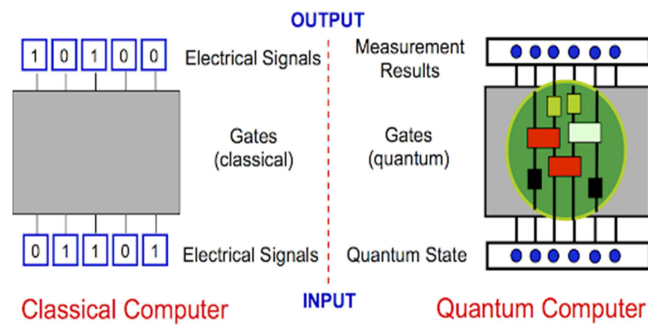 OUTPUT
1 0 1 0 0
Electrical Signals
Measurement
Results
Gates
(classical)
Gates
(quantum)
0 1 1 0 1
Electrical Signals
Quantum State
INPUT
Classical Computer
Quantum Computer